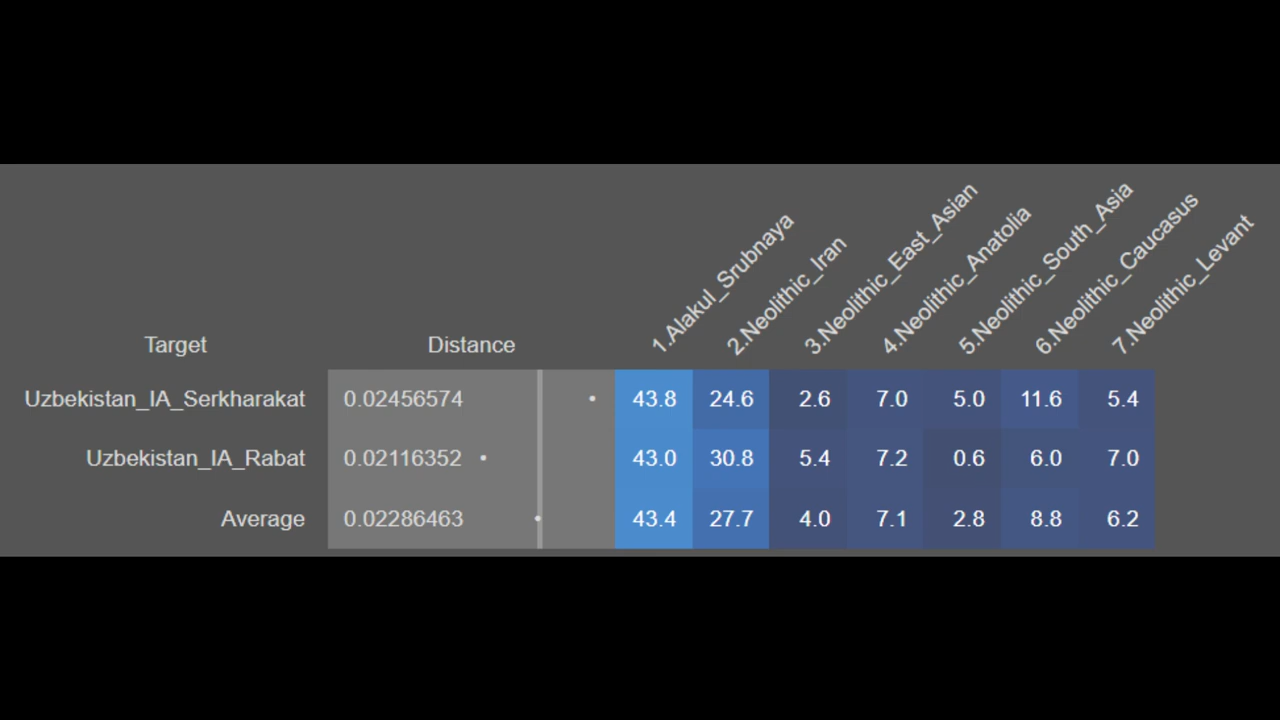 1.Alakul_Srubnaya
2.Neolithic_Iran
3.Neolithic_East_Asian
4.Neolithic_Anatolia
5.Neolithic_South_Asia
6.Neolithic_Caucasus
7.Neolithic_Levant
Target Distance
Uzbekistan_IA_Serkharakat 0.02456574 43.8 24.6 2.6 7.0 5.0 11.6 5.4
Uzbekistan_IA_Rabat 0.02116352 43.0 30.8 5.4 7.2 0.6 6.0 7.0
Average 0.02286463 43.4 27.7 4.0 7.1 2.8 8.8 6.2